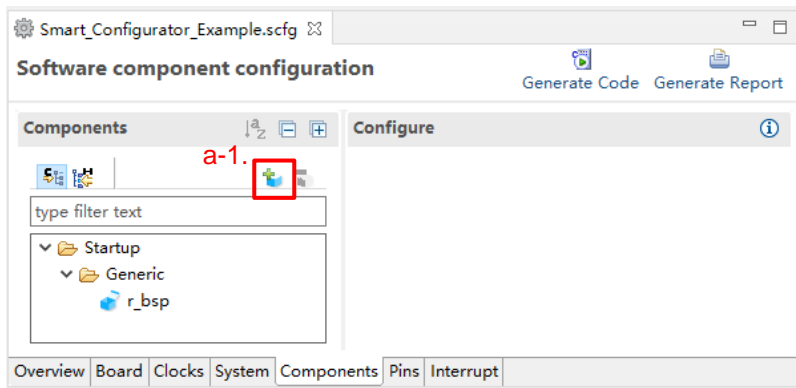 Smart_Configurator_Example.scfg
Software component configuration
Generate Code Generate Report
Components
Configure
a-1.
type filter text
Startup
Generic
r_bsp
Overview Board Clocks System Components Pins Interrupt